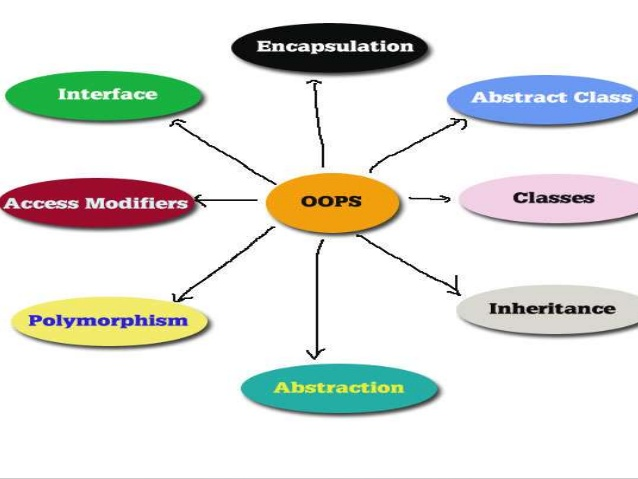 Encapsulation
Interface
Abstract Class
OOPS
Access Modifiers
Classes
Polymorphism
Inheritance
Abstraction